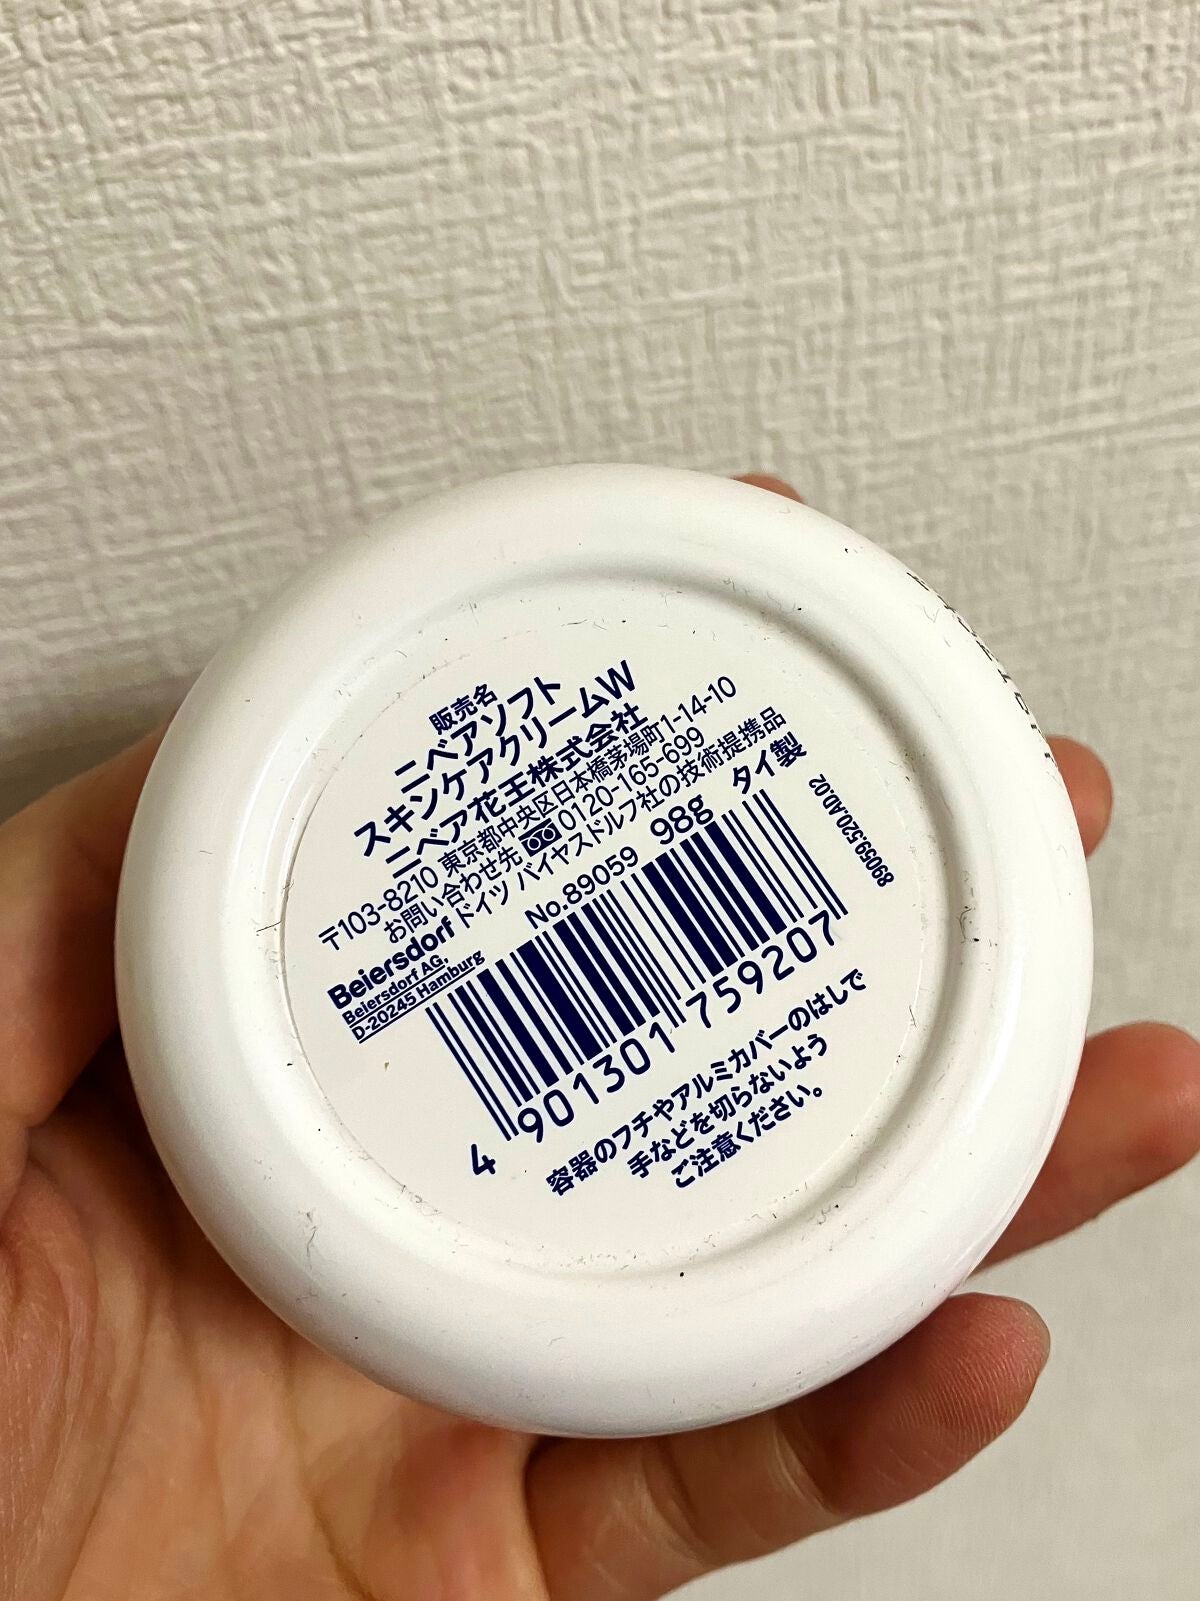 販売名
ニベアソフト
スキンケアクリームW
ニベア花王株式会社
〒103-8210 東京都中央区日本橋茅場町1-14-10
お問い合わせ先 0120-165-699
Beiersdorf ドイツ バイヤスドルフ社の技術提携品
Beiersdorf AG,
D-20245 Hamburg
No.89059 98g タイ製
89059.520.AD.02
4 901301 759207
容器のフチやアルミカバーのはしで
手などを切らないよう
ご注意ください。